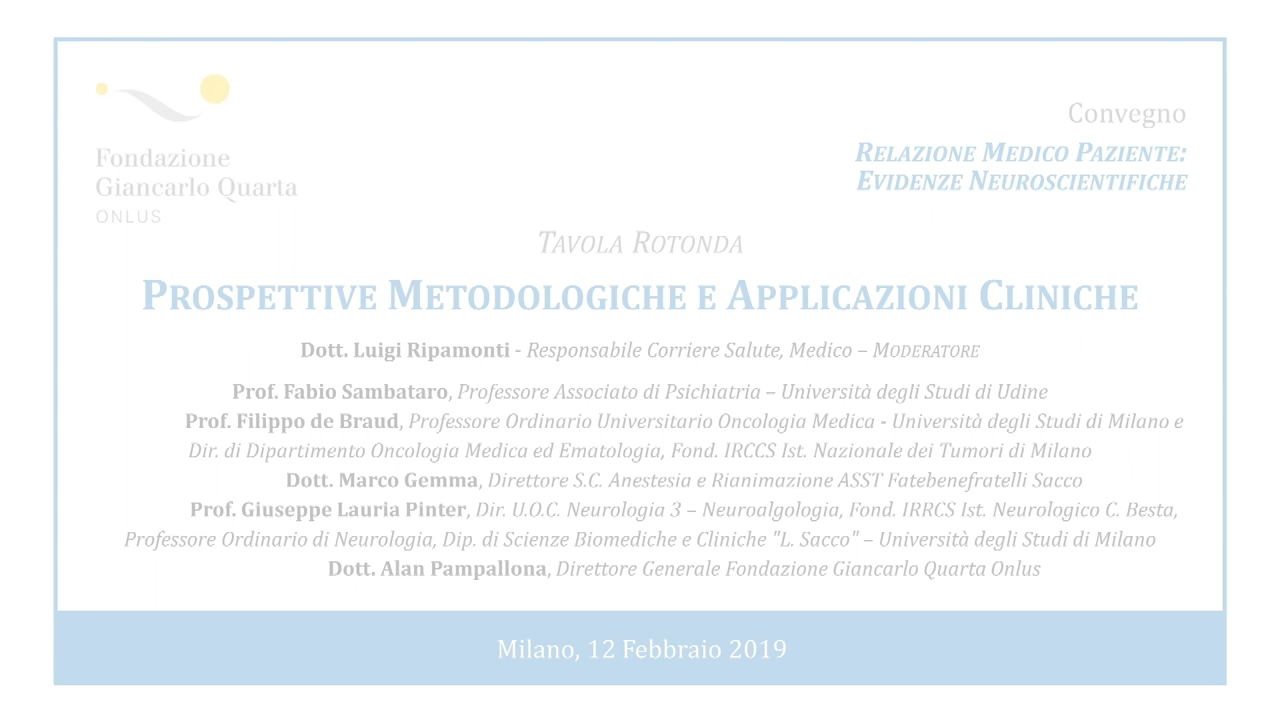 Fondazione
Giancarlo Quarta
ONLUS
Convegno
RELAZIONE MEDICO PAZIENTE:
EVIDENZE NEUROSCIENTIFICHE
TAVOLA ROTONDA
PROSPETTIVE METODOLOGICHE E APPLICAZIONI CLINICHE
Dott. Luigi Ripamonti - Responsabile Corriere Salute, Medico – MODERATORE
Prof. Fabio Sambataro, Professore Associato di Psichiatria – Università degli Studi di Udine
Prof. Filippo de Braud, Professore Ordinario Universitario Oncologia Medica - Università degli Studi di Milano e
Dir. di Dipartimento Oncologia Medica ed Ematologia, Fond. IRCCS Ist. Nazionale dei Tumori di Milano
Dott. Marco Gemma, Direttore S.C. Anestesia e Rianimazione ASST Fatebenefratelli Sacco
Prof. Giuseppe Lauria Pinter, Dir. U.O.C. Neurologia 3 – Neuroalgologia, Fond. IRRCS Ist. Neurologico C. Besta,
Professore Ordinario di Neurologia, Dip. di Scienze Biomediche e Cliniche "L. Sacco" – Università degli Studi di Milano
Dott. Alan Pampallona, Direttore Generale Fondazione Giancarlo Quarta Onlus
Milano, 12 Febbraio 2019